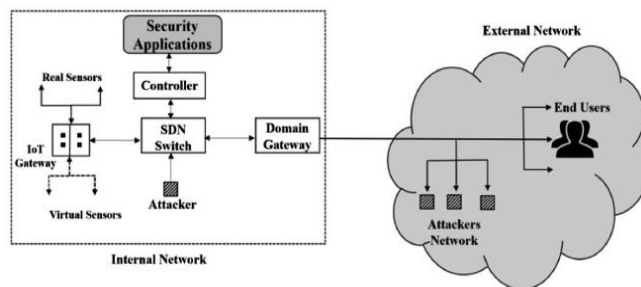 Security
Applications
External Network
Real Sensors
Controller
End Users
IoT
Gateway
SDN
Switch
Domain
Gateway
Virtual Sensors
Attacker
Attackers
Network
Internal Network